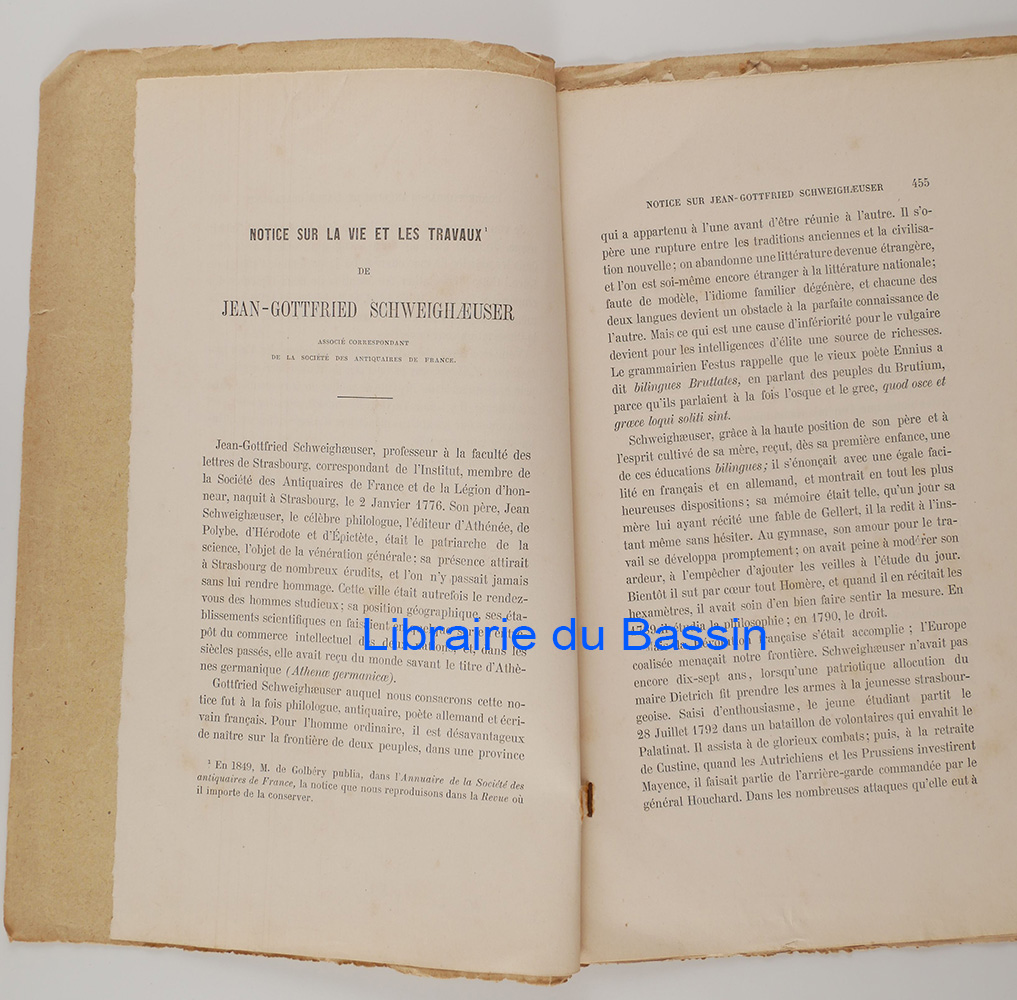 NOTICE SUR LA VIE ET LES TRAVAUX¹
DE
JEAN-GOTTFRIED SCHWEIGHÆUSER
ASSOCIÉ CORRESPONDANT
DE LA SOCIÉTÉ DES ANTIQUAIRES DE FRANCE.
Jean-Gottfried Schweighæuser, professeur à la faculté des
lettres de Strasbourg, correspondant de l'Institut, membre de
la Société des Antiquaires de France et de la Légion d'hon-
neur, naquit à Strasbourg, le 2 Janvier 1776. Son père, Jean
Schweighæuser, le célèbre philologue, l'éditeur d'Athénée, de
Polybe, d'Hérodote et d'Épictète, était le patriarche de la
science, l'objet de la vénération générale; sa présence attirait
à Strasbourg de nombreux érudits, et l'on n'y passait jamais
sans lui rendre hommage. Cette ville était autrefois le rendez-
vous des hommes studieux; sa position géographique, ses éta-
blissements scientifiques en faisaient
pôt du commerce intellectuel des deux nations, et, dans les
siècles passés, elle avait reçu du monde savant le titre d'Athè-
nes germanique (Athenæ germanicæ).
Gottfried Schweighæuser auquel nous consacrons cette no-
tice fut à la fois philologue, antiquaire, poète allemand et écri-
vain français. Pour l'homme ordinaire, il est désavantageux
de naître sur la frontière de deux peuples, dans une province
¹ En 1849, M. de Golbéry publia, dans l'Annuaire de la Société des
antiquaires de France, la notice que nous reproduisons dans la Revue où
il importe de la conserver.
NOTICE SUR JEAN-GOTTFRIED SCHWEIGHÆUSER 455
qui a appartenu à l'une avant d'être réunie à l'autre. Il s'o-
père une rupture entre les traditions anciennes et la civilisa-
tion nouvelle; on abandonne une littérature devenue étrangère,
et l'on est soi-même encore étranger à la littérature nationale;
faute de modèle, l'idiome familier dégénère, et chacune des
deux langues devient un obstacle à la parfaite connaissance de
l'autre. Mais ce qui est une cause d'infériorité pour le vulgaire
devient pour les intelligences d'élite une source de richesses.
Le grammairien Festus rappelle que le vieux poète Ennius a
dit bilingues Bruttates, en parlant des peuples du Brutium,
parce qu'ils parlaient à la fois l'osque et le grec, quod osce et
græce loqui soliti sint.
Schweighæuser, grâce à la haute position de son père et à
l'esprit cultivé de sa mère, reçut, dès sa première enfance, une
de ces éducations bilingues; il s'énonçait avec une égale faci-
lité en français et en allemand, et montrait en tout les plus
heureuses dispositions; sa mémoire était telle, qu'un jour sa
mère lui ayant récité une fable de Gellert, il la redit à l'ins-
tant même sans hésiter. Au gymnase, son amour pour le tra-
vail se développa promptement; on avait peine à modérer son
ardeur, à l'empêcher d'ajouter les veilles à l'étude du jour.
Bientôt il sut par cœur tout Homère, et quand il en récitait les
hexamètres, il avait soin d'en bien faire sentir la mesure. En
1789, il étudia la philosophie; en 1790, le droit.
révolution française s'était accomplie; l'Europe
coalisée menaçait notre frontière. Schweighæuser n'avait pas
encore dix-sept ans, lorsqu'une patriotique allocution du
maire Dietrich fit prendre les armes à la jeunesse strasbour-
geoise. Saisi d'enthousiasme, le jeune étudiant partit le
28 Juillet 1792 dans un bataillon de volontaires qui envahit le
Palatinat. Il assista à de glorieux combats; puis, à la retraite
de Custine, quand les Autrichiens et les Prussiens investirent
Mayence, il faisait partie de l'arrière-garde commandée par le
général Houchard. Dans les nombreuses attaques qu'elle eut à
Librairie du Bassin